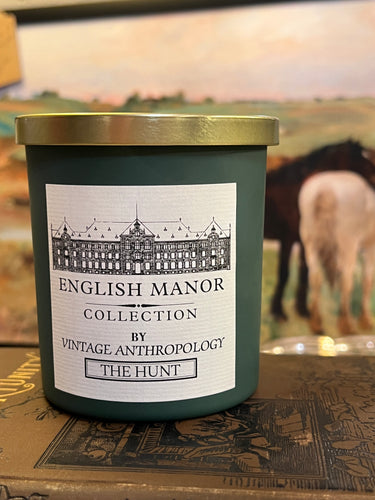 ENGLISH MANOR
COLLECTION
BY
VINTAGE ANTHROPOLOGY
THE HUNT